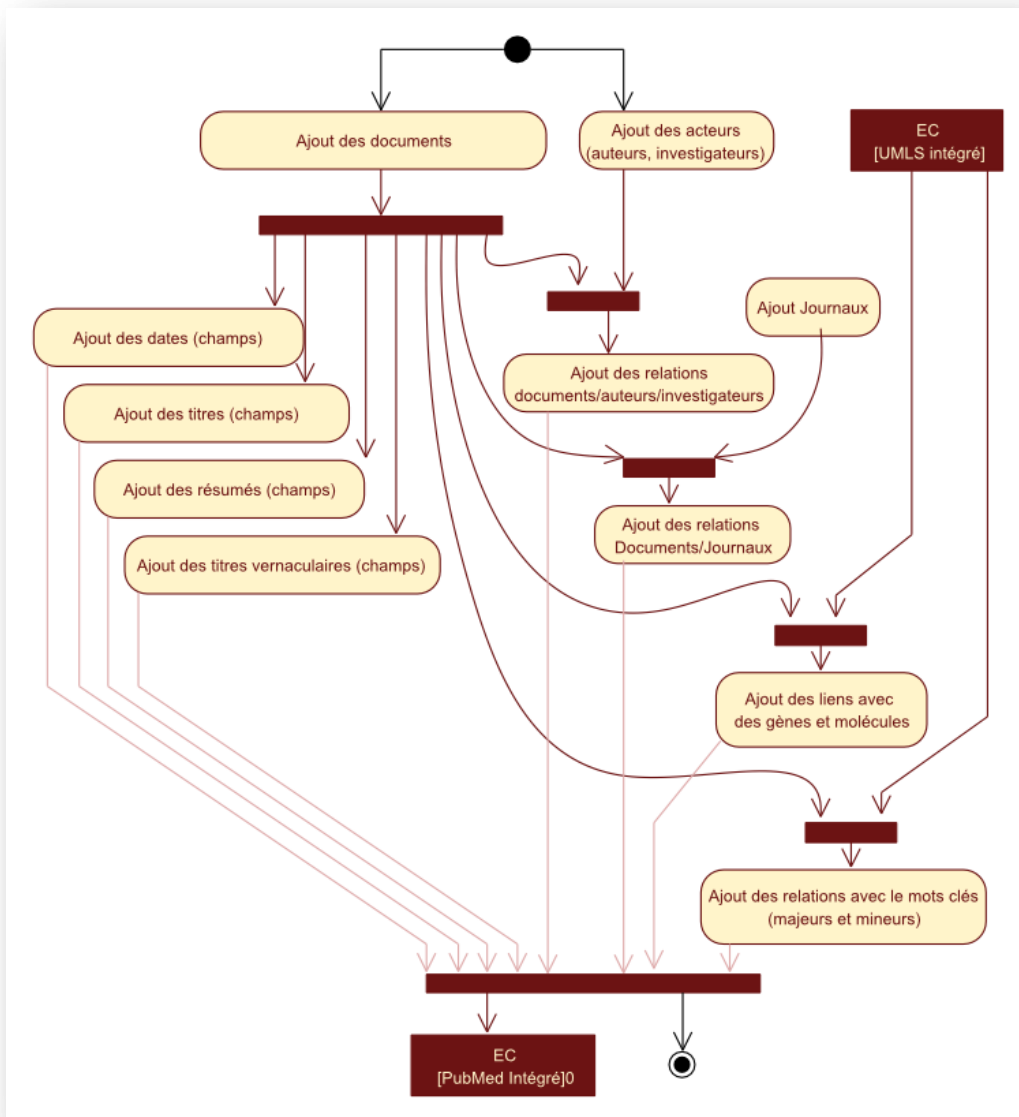 Ajout des documents
Ajout des acteurs
(auteurs, investigateurs)
EC
[UMLS intégré]
Ajout des dates (champs)
Ajout Journaux
Ajout des relations
documents/auteurs/investigateurs
Ajout des titres (champs)
Ajout des résumés (champs)
Ajout des relations
Documents/Journaux
Ajout des titres vernaculaires (champs)
Ajout des liens avec
des gènes et molécules
Ajout des relations avec le mots clés
(majeurs et mineurs)
EC
[PubMed Intégré]0